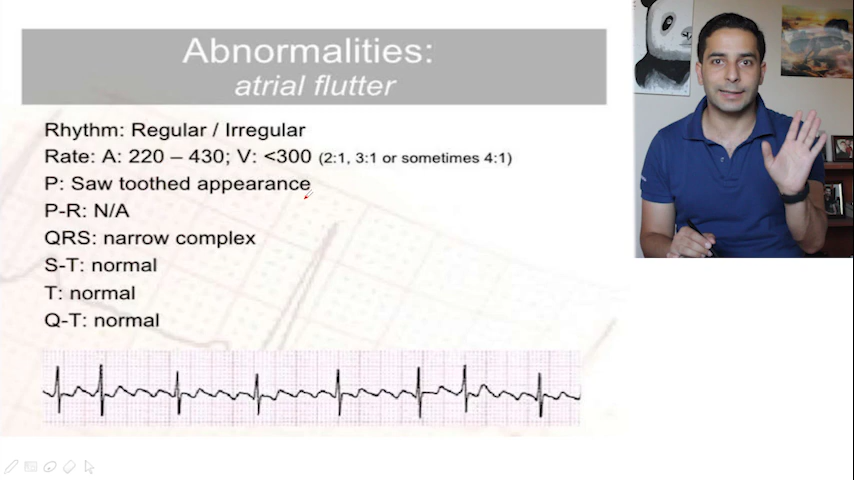 Abnormalities:
atrial flutter
Rhythm: Regular / Irregular
Rate: A: 220 – 430; V: <300 (2:1, 3:1 or sometimes 4:1)
P: Saw toothed appearance
P-R: N/A
QRS: narrow complex
S-T: normal
T: normal
Q-T: normal